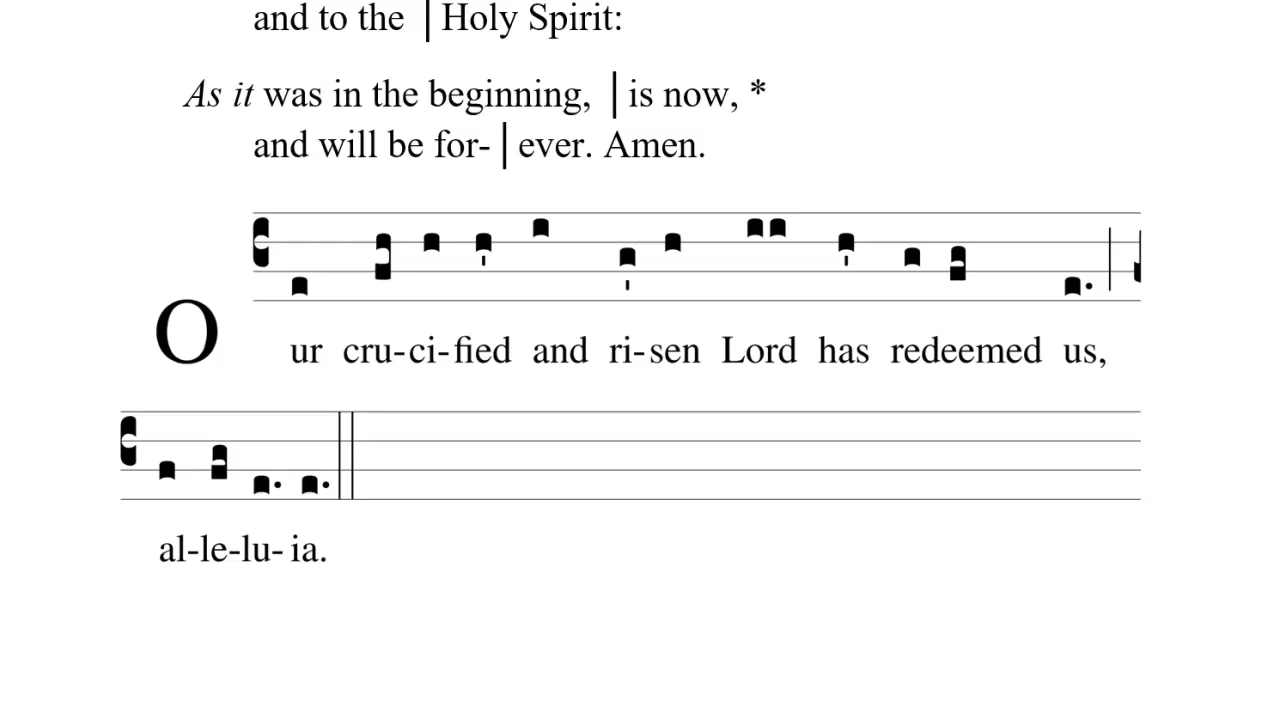 and to the | Holy Spirit:
As it was in the beginning, | is now, *
and will be for- | ever. Amen.
Our cru-ci-fied and ri-sen Lord has redeemed us,
al-le-lu-ia.